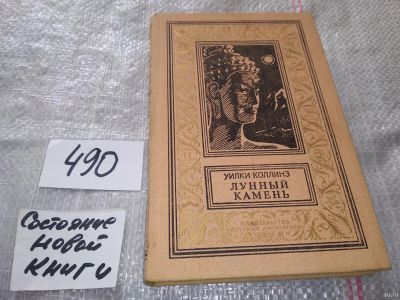 490
Состояние
новой
книги
УИЛКИ КОЛЛИНЗ
ЛУННЫЙ
КАМЕНЬ